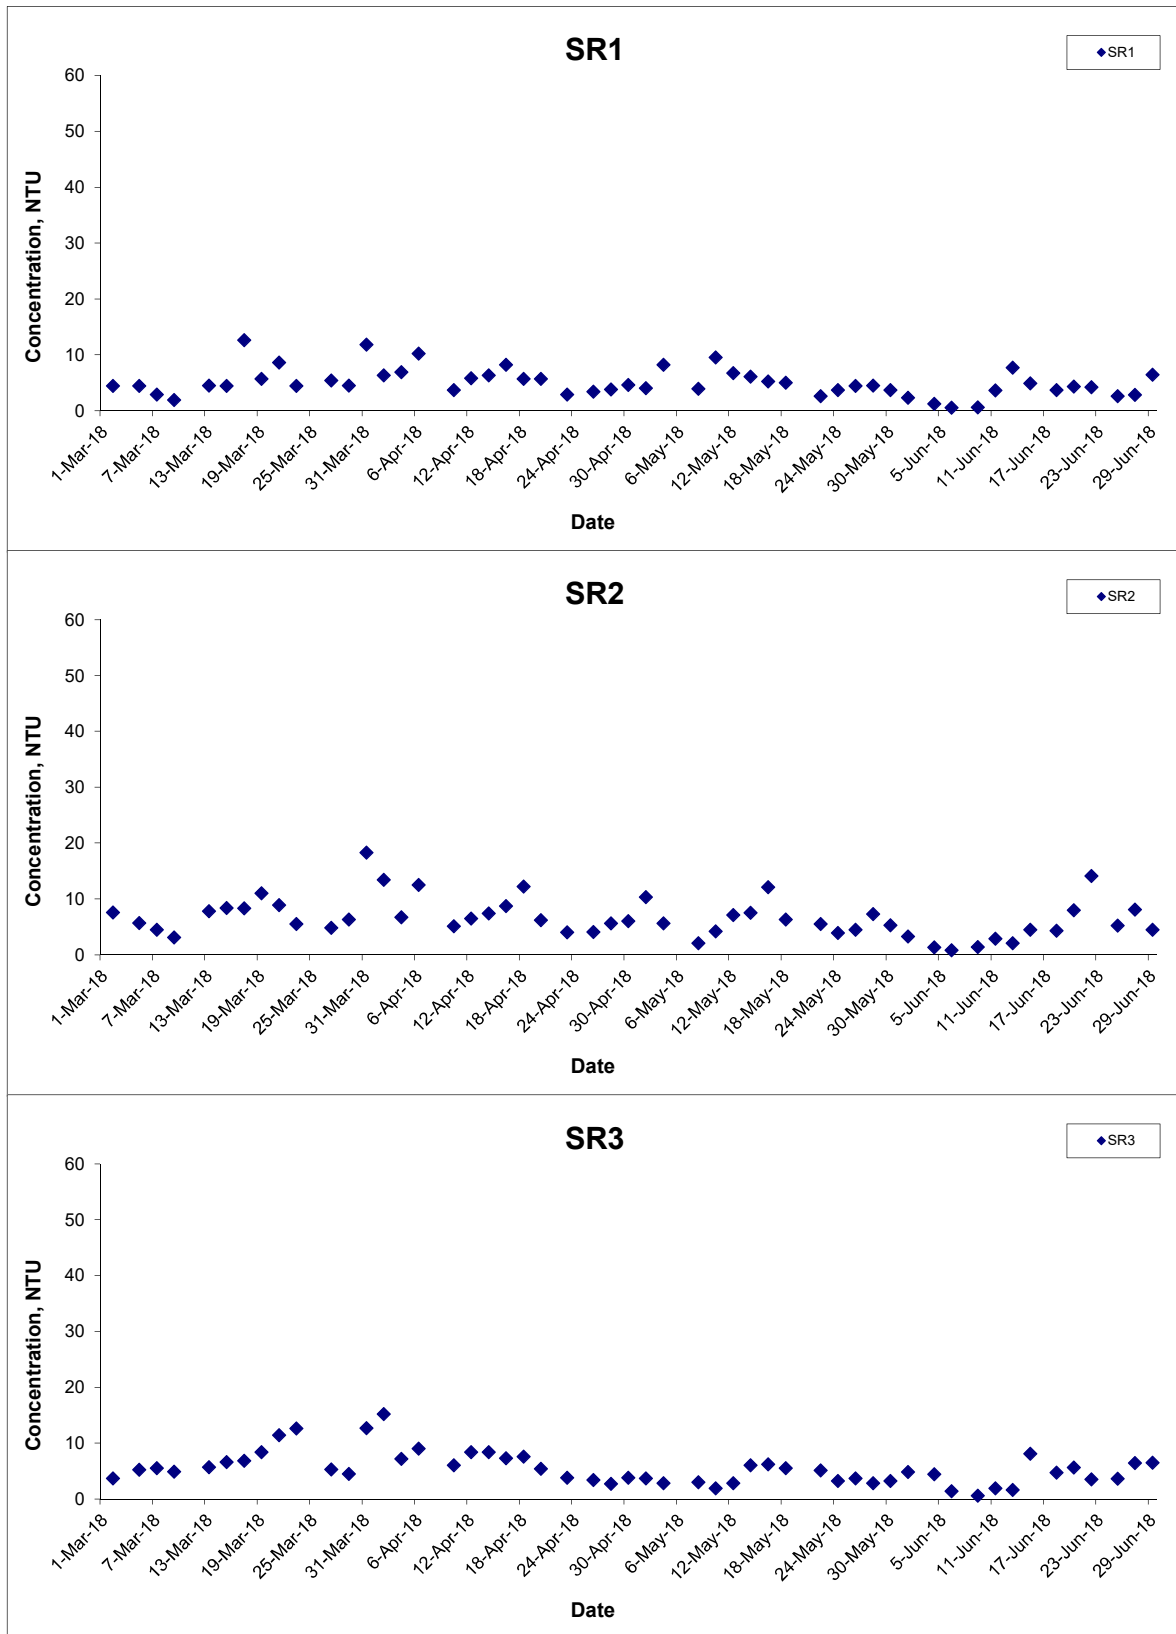 SR1
SR1
60
50
40
30
20
10
0
Concentration, NTU
1-Mar-18
7-Mar-18
13-Mar-18
19-Mar-18
25-Mar-18
31-Mar-18
6-Apr-18
12-Apr-18
18-Apr-18
24-Apr-18
30-Apr-18
6-May-18
12-May-18
18-May-18
24-May-18
30-May-18
5-Jun-18
11-Jun-18
17-Jun-18
23-Jun-18
29-Jun-18
Date
SR2
SR2
60
50
40
30
20
10
0
Concentration, NTU
1-Mar-18
7-Mar-18
13-Mar-18
19-Mar-18
25-Mar-18
31-Mar-18
6-Apr-18
12-Apr-18
18-Apr-18
24-Apr-18
30-Apr-18
6-May-18
12-May-18
18-May-18
24-May-18
30-May-18
5-Jun-18
11-Jun-18
17-Jun-18
23-Jun-18
29-Jun-18
Date
SR3
SR3
60
50
40
30
20
10
0
Concentration, NTU
1-Mar-18
7-Mar-18
13-Mar-18
19-Mar-18
25-Mar-18
31-Mar-18
6-Apr-18
12-Apr-18
18-Apr-18
24-Apr-18
30-Apr-18
6-May-18
12-May-18
18-May-18
24-May-18
30-May-18
5-Jun-18
11-Jun-18
17-Jun-18
23-Jun-18
29-Jun-18
Date